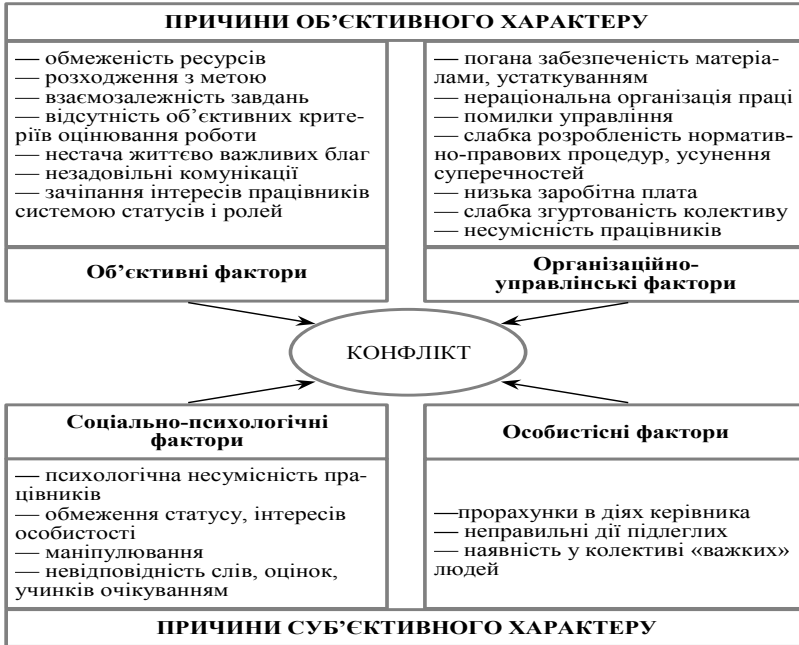 ПРИЧИНИ ОБ’ЄКТИВНОГО ХАРАКТЕРУ
— обмеженість ресурсів
— розходження з метою
— взаємозалежність завдань
— відсутність об’єктивних крите-
ріїв оцінювання роботи
— нестача життєво важливих благ
— незадовільні комунікації
— зачіпання інтересів працівників
системою статусів і ролей
Об’єктивні фактори
— погана забезпеченість матеріа-
лами, устаткуванням
— нераціональна організація праці
— помилки управління
— слабка розробленість норматив-
но-правових процедур, усунення
суперечностей
— низька заробітна плата
— слабка згуртованість колективу
— несумісність працівників
Організаційно-
управлінські фактори
КОНФЛІКТ
Соціально-психологічні
фактори
— психологічна несумісність пра-
цівників
— обмеження статусу, інтересів
особистості
— маніпулювання
— невідповідність слів, оцінок,
учинків очікуванням
Особистісні фактори
—прорахунки в діях керівника
— неправильні дії підлеглих
— наявність у колективі «важких»
людей
ПРИЧИНИ СУБ’ЄКТИВНОГО ХАРАКТЕРУ